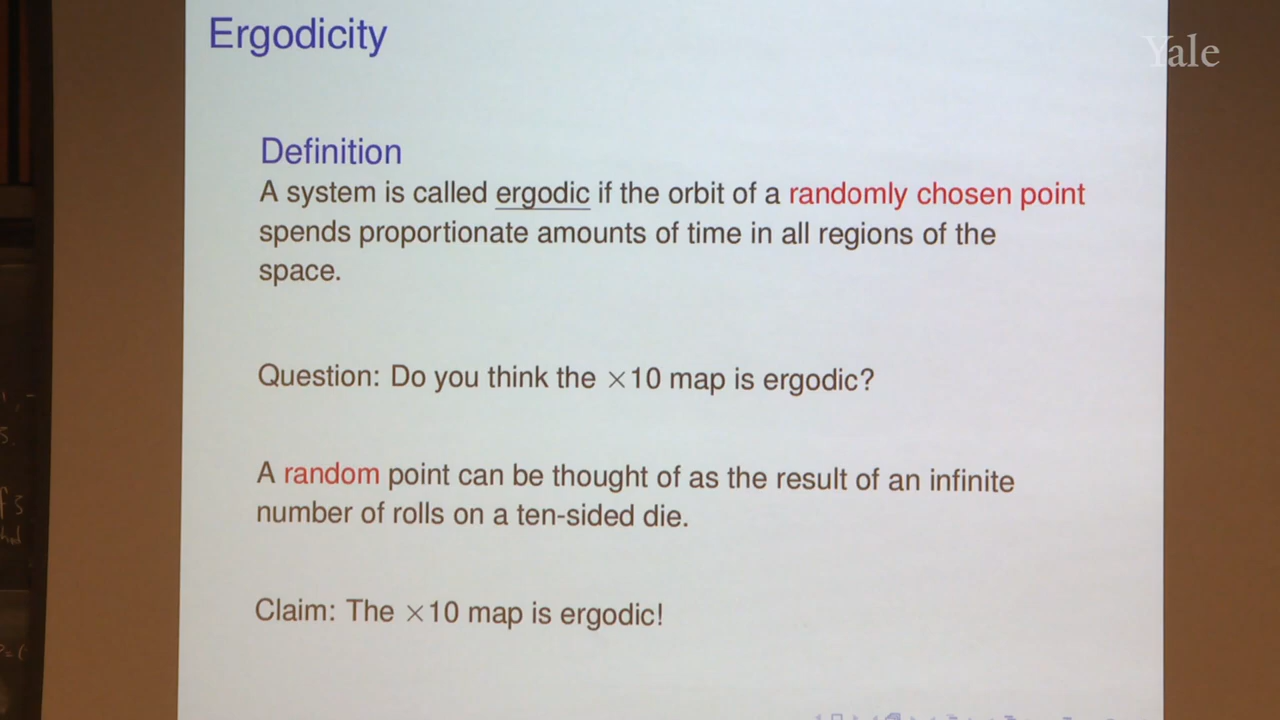 Ergodicity
Yale
Definition
A system is called ergodic if the orbit of a randomly chosen point
spends proportionate amounts of time in all regions of the
space.
Question: Do you think the ×10 map is ergodic?
A random point can be thought of as the result of an infinite
number of rolls on a ten-sided die.
Claim: The ×10 map is ergodic!